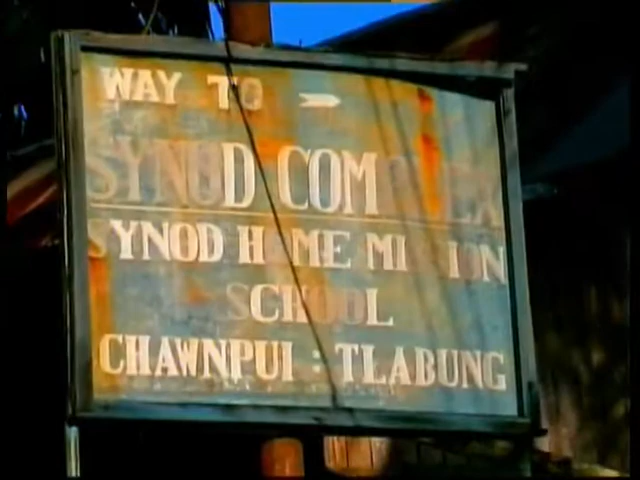 WAY TO →
SYNOD COMPLEX
SYNOD HOME MISSION
SCHOOL
CHAWNPUI : TLABUNG